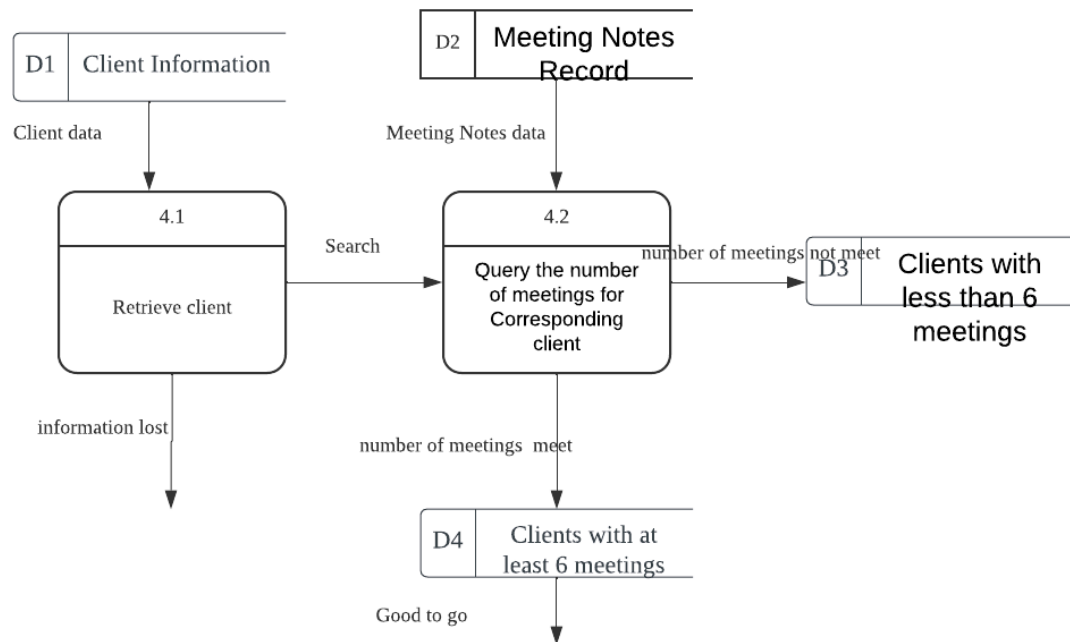 D1
Client Information
D2
Meeting Notes
Record
Client data
Meeting Notes data
4.1
Retrieve client
Search
4.2
Query the number
of meetings for
Corresponding
client
number of meetings not meet
D3
Clients with
less than 6
meetings
information lost
number of meetings  meet
D4
Clients with at
least 6 meetings
Good to go